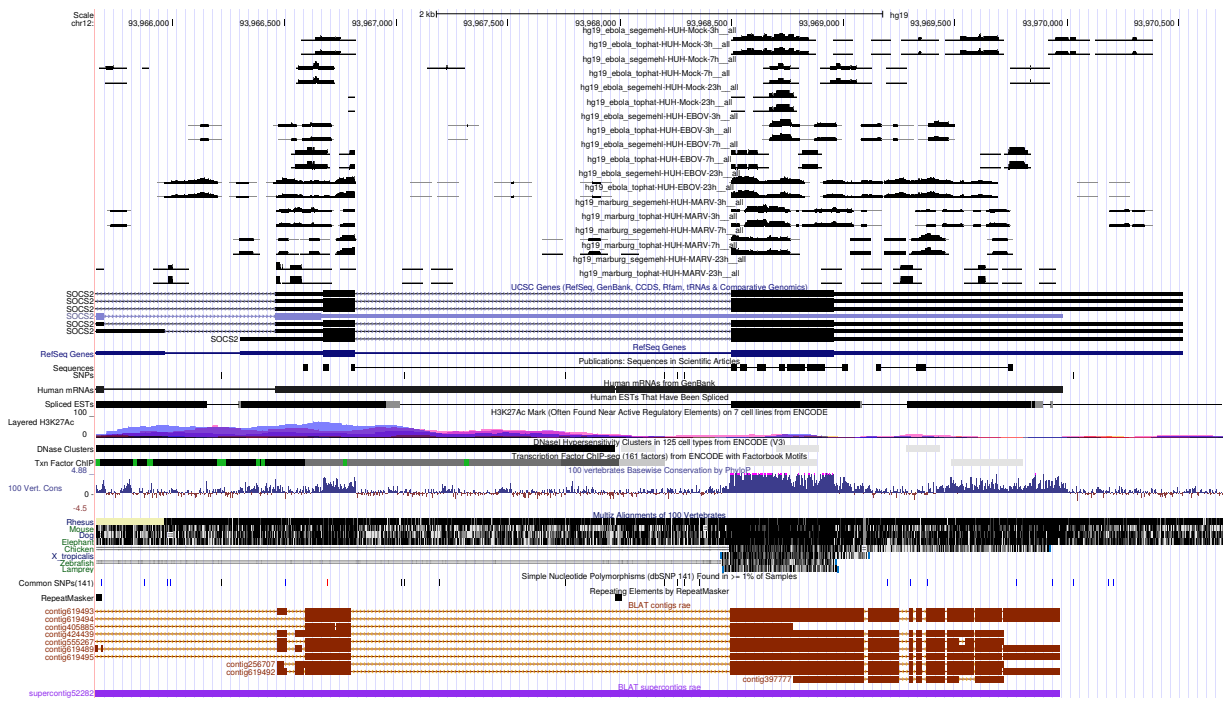 Scale 2 kb hg19
chr12: 93,966,000 93,966,500 93,967,000 93,967,500 93,968,000 93,968,500 93,969,000 93,969,500 93,970,000 93,970,500
hg19_ebola_segemehl-HUH-Mock-3h__all
hg19_ebola_tophat-HUH-Mock-3h__all
hg19_ebola_segemehl-HUH-Mock-7h__all
hg19_ebola_tophat-HUH-Mock-7h__all
hg19_ebola_segemehl-HUH-Mock-23h__all
hg19_ebola_tophat-HUH-Mock-23h__all
hg19_ebola_segemehl-HUH-EBOV-3h__all
hg19_ebola_tophat-HUH-EBOV-3h__all
hg19_ebola_segemehl-HUH-EBOV-7h__all
hg19_ebola_tophat-HUH-EBOV-7h__all
hg19_ebola_segemehl-HUH-EBOV-23h__all
hg19_ebola_tophat-HUH-EBOV-23h__all
hg19_marburg_segemehl-HUH-MARV-3h__all
hg19_marburg_tophat-HUH-MARV-3h__all
hg19_marburg_segemehl-HUH-MARV-7h__all
hg19_marburg_tophat-HUH-MARV-7h__all
hg19_marburg_segemehl-HUH-MARV-23h__all
hg19_marburg_tophat-HUH-MARV-23h__all
UCSC Genes (RefSeq, GenBank, CCDS, Rfam, tRNAs & Comparative Genomics)
SOCS2
SOCS2
SOCS2
SOCS2
SOCS2
SOCS2
SOCS2
RefSeq Genes
RefSeq Genes
Publications: Sequences in Scientific Articles
Sequences
SNPs
Human mRNAs from GenBank
Human mRNAs
Human ESTs That Have Been Spliced
Spliced ESTs
H3K27Ac Mark (Often Found Near Active Regulatory Elements) on 7 cell lines from ENCODE
100
Layered H3K27Ac
0
DNaseI Hypersensitivity Clusters in 125 cell types from ENCODE (V3)
DNase Clusters
Transcription Factor ChIP-seq (161 factors) from ENCODE with Factorbook Motifs
Txn Factor ChIP
100 vertebrates Basewise Conservation by PhyloP
4.88
100 Vert. Cons
0
-4.5
Multiz Alignments of 100 Vertebrates
Rhesus
Mouse
Dog
Elephant
Chicken
X_tropicalis
Zebrafish
Lamprey
Simple Nucleotide Polymorphisms (dbSNP 141) Found in >= 1% of Samples
Common SNPs(141)
Repeating Elements by RepeatMasker
RepeatMasker
BLAT contigs rae
contig619493
contig619494
contig405885
contig424439
contig555267
contig619489
contig619495
contig256707
contig619492
contig397777
BLAT supercontigs rae
supercontig52282